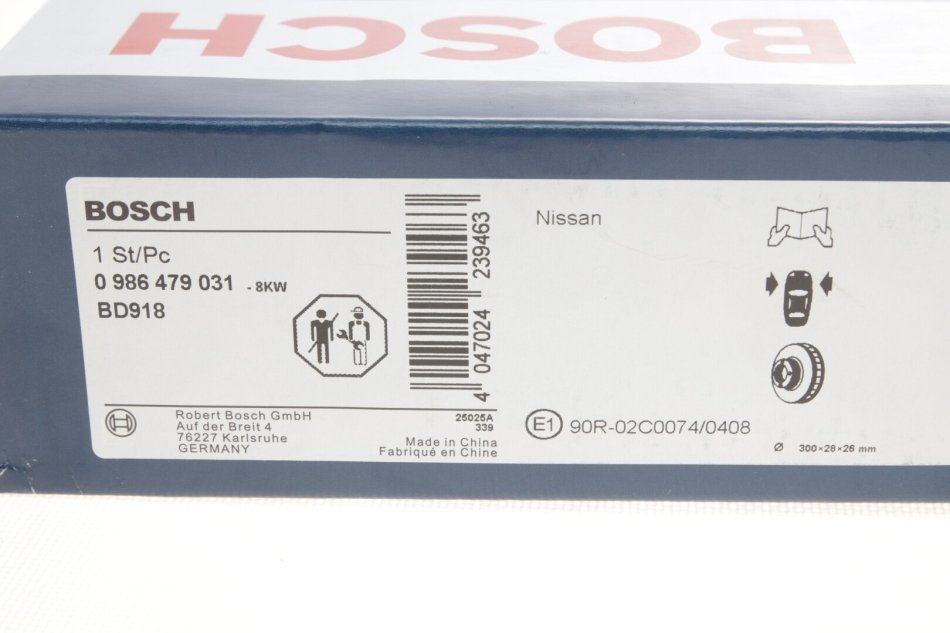 BOSCH
BOSCH
1 St/Pc
0 986 479 031 - 8KW
BD918
4 047024 239463
Nissan
Robert Bosch GmbH
Auf der Breit 4
76227 Karlsruhe
GERMANY
25025A
339
Made in China
Fabriqué en Chine
E1 90R-02C0074/0408
Ø 300×28×26 mm